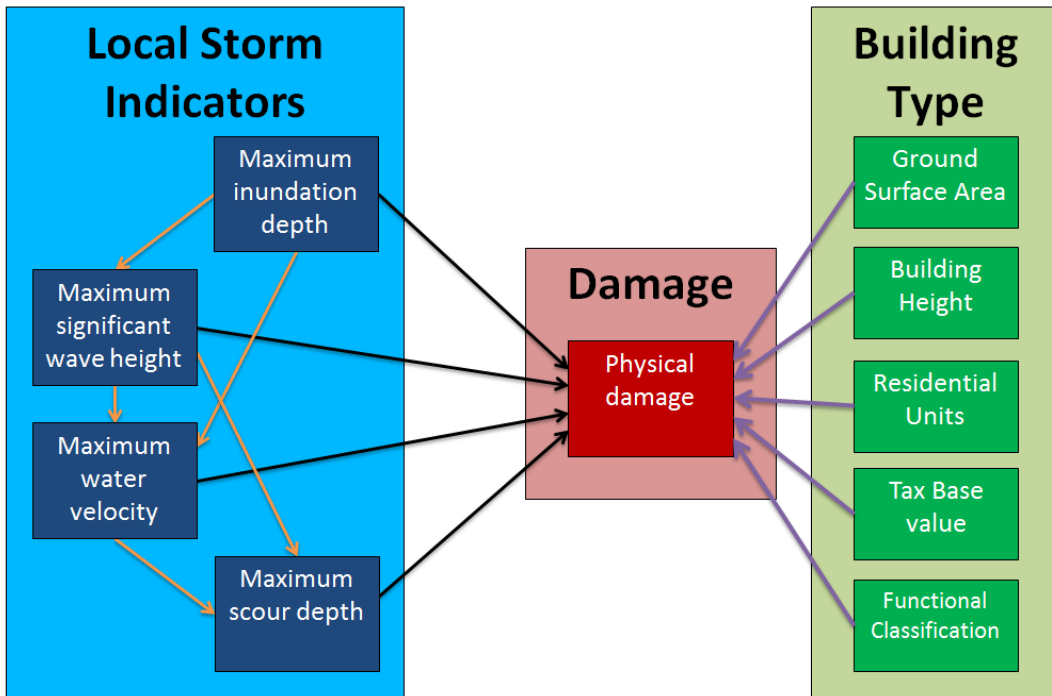 Local Storm
Indicators
Maximum
inundation
depth
Maximum
significant
wave height
Maximum
water
velocity
Maximum
scour depth
Damage
Physical
damage
Building
Type
Ground
Surface Area
Building
Height
Residential
Units
Tax Base
value
Functional
Classification